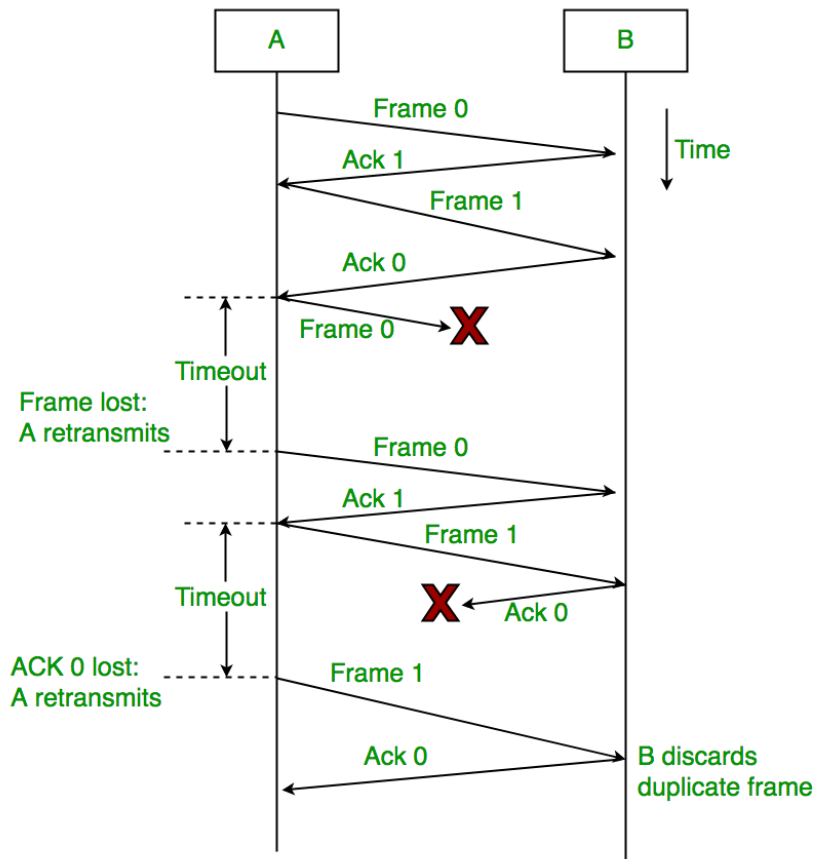 A
B
Frame 0
Time
Ack 1
Frame 1
Ack 0
Frame 0
X
Timeout
Frame lost:
A retransmits
Frame 0
Ack 1
Frame 1
Timeout
X
Ack 0
ACK 0 lost:
A retransmits
Frame 1
Ack 0
B discards
duplicate frame